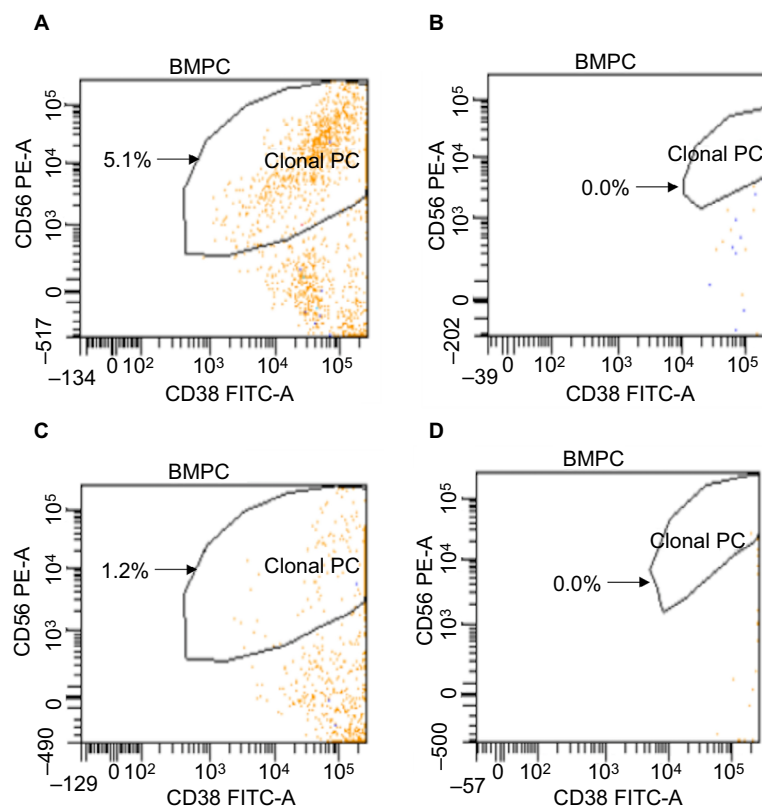 A
BMPC
CD56 PE-A
10⁵
10⁴
10³
0
–517
5.1%
Clonal PC
–134
0 10² 10³ 10⁴ 10⁵
CD38 FITC-A
B
BMPC
CD56 PE-A
10⁵
10⁴
10³
0
–202
0.0%
Clonal PC
–39
0 10² 10³ 10⁴ 10⁵
CD38 FITC-A
C
BMPC
CD56 PE-A
10⁵
10⁴
10³
0
–490
1.2%
Clonal PC
–129
0 10² 10³ 10⁴ 10⁵
CD38 FITC-A
D
BMPC
CD56 PE-A
10⁵
10⁴
10³
0
–500
0.0%
Clonal PC
–57
0 10² 10³ 10⁴ 10⁵
CD38 FITC-A